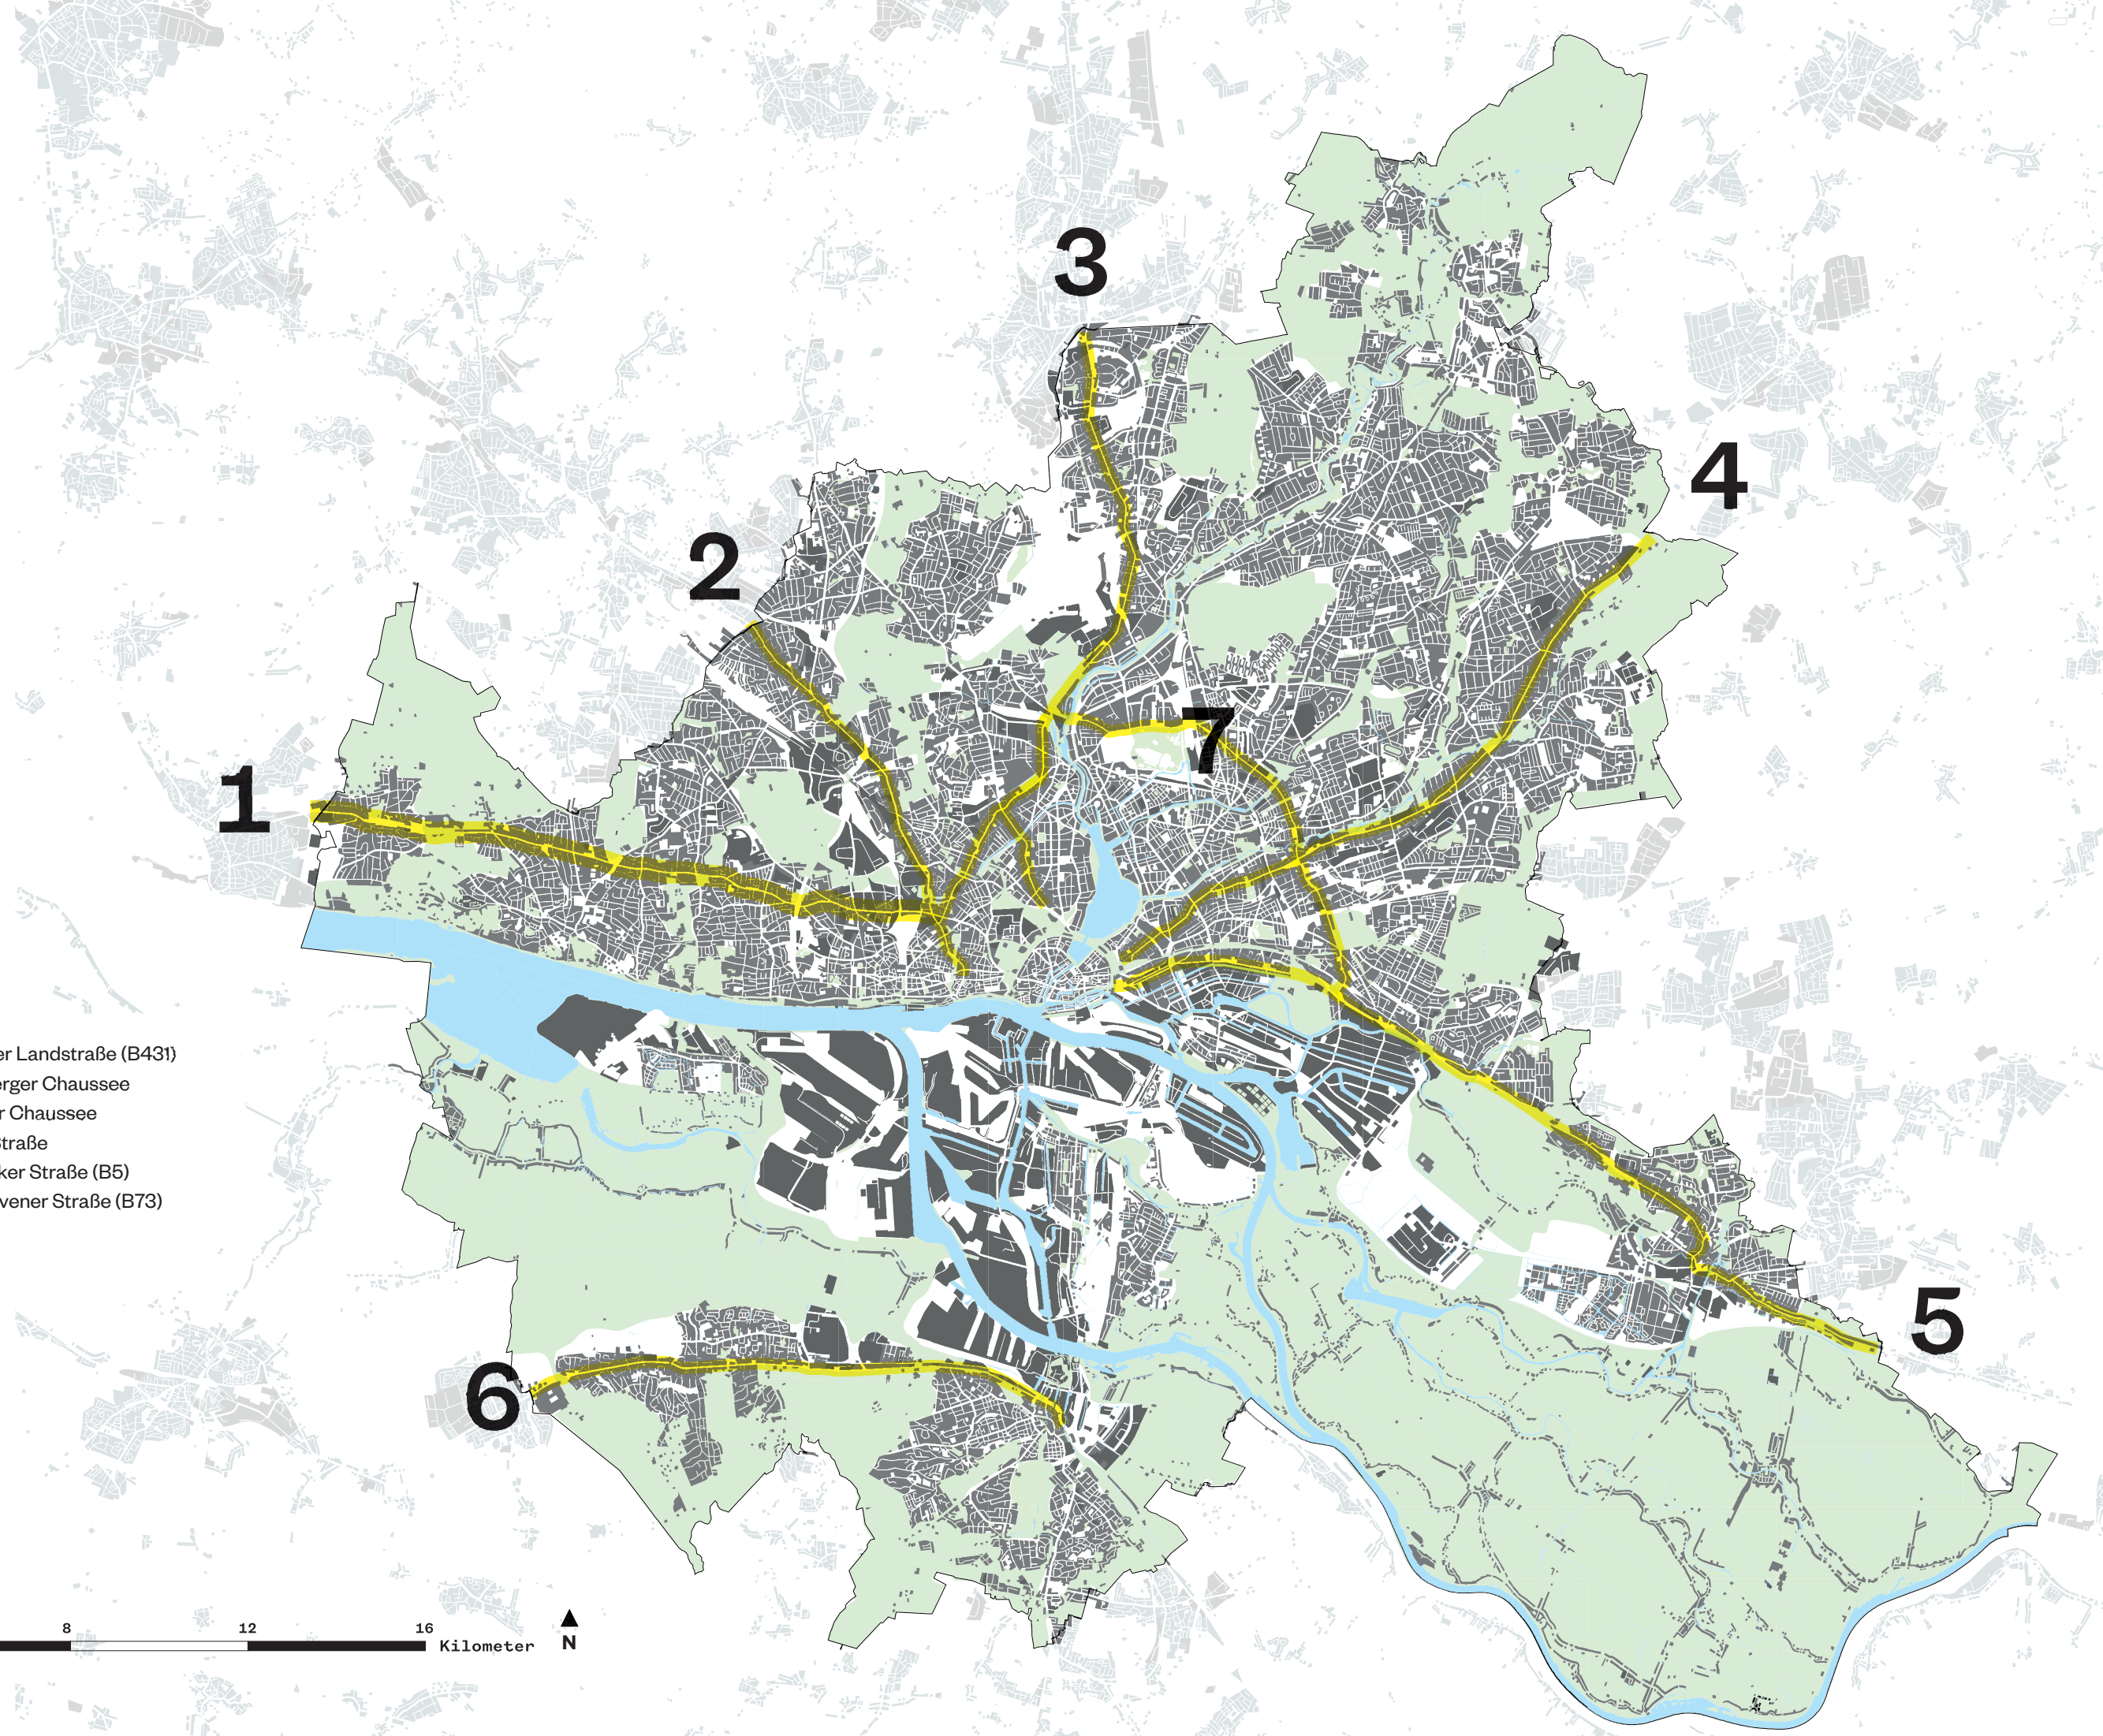 3
4
2
7
1
er Landstraße (B431)
erger Chaussee
r Chaussee
Straße
ker Straße (B5)
vener Straße (B73)
5
6
8 12 16
Kilometer
N